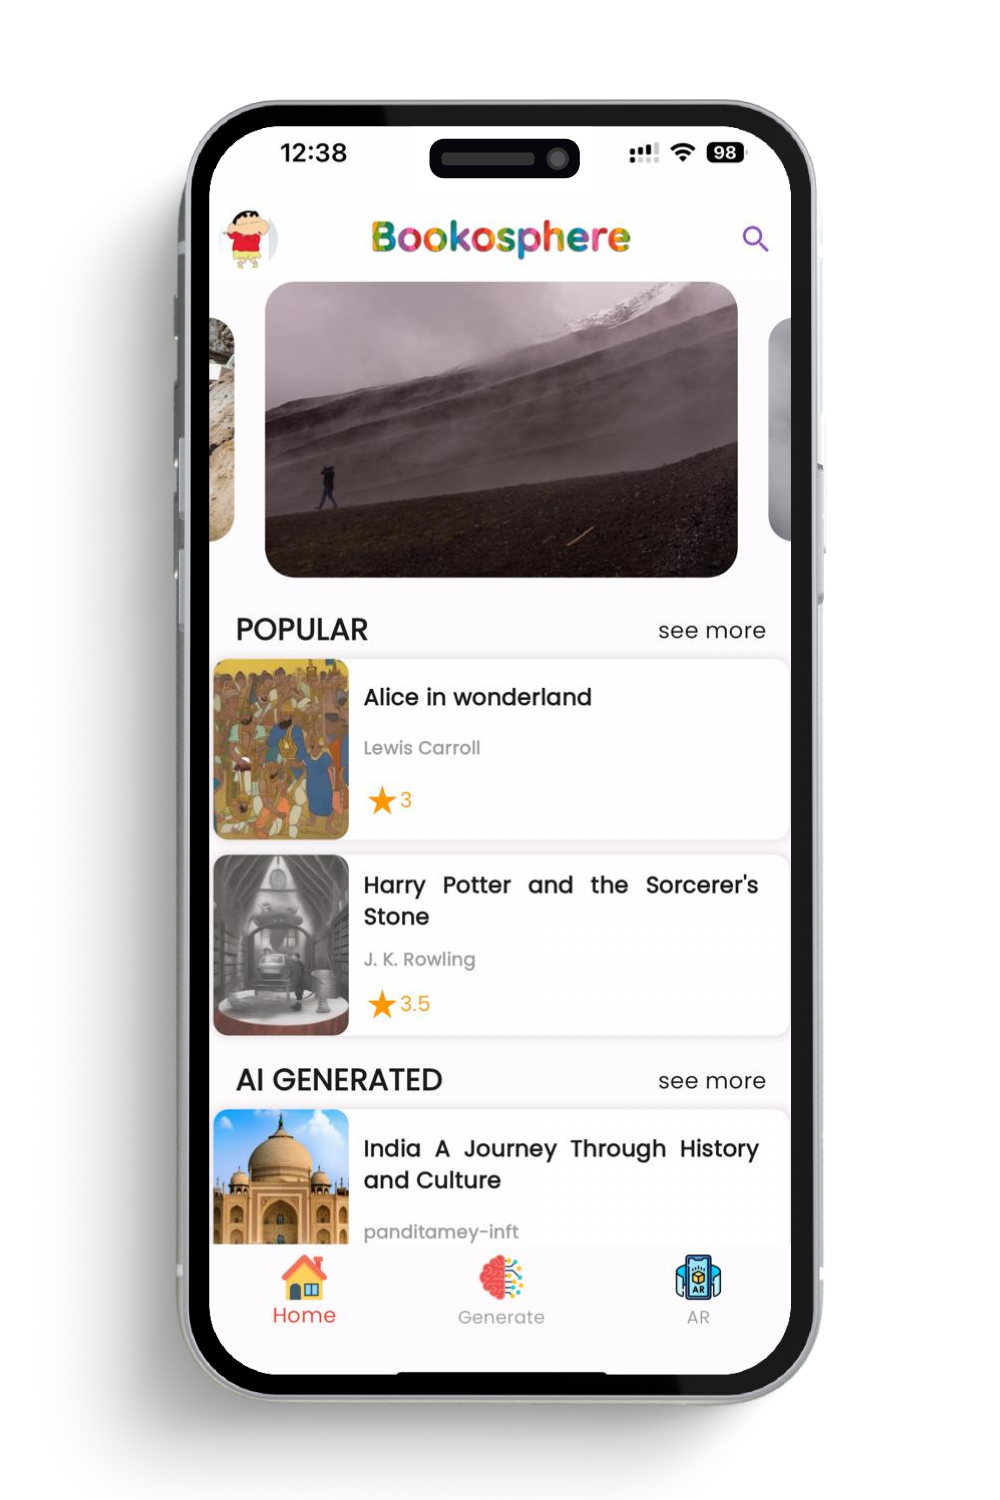 12:38
98
Bookosphere
POPULAR
see more
Alice in wonderland
Lewis Carroll
3
Harry Potter and the Sorcerer's
Stone
J. K. Rowling
3.5
AI GENERATED
see more
India A Journey Through History
and Culture
panditamey-inft
AR
Home
Generate
AR